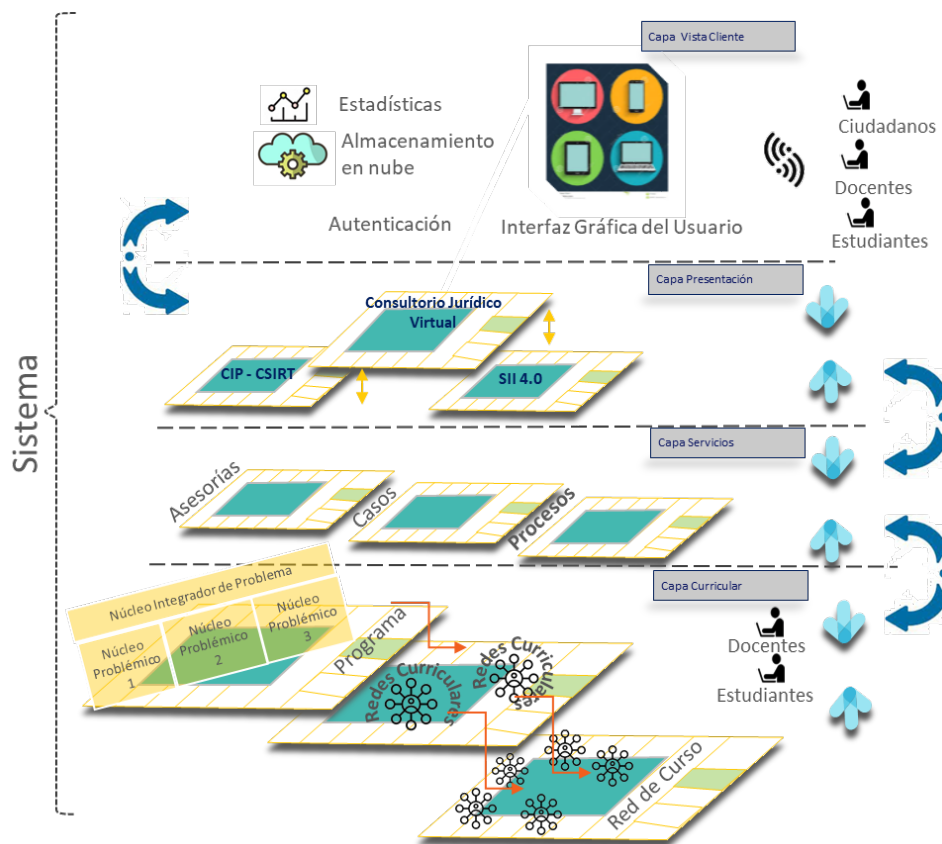 Capa Vista Cliente
Estadísticas
Almacenamiento
en nube
Autenticación
Interfaz Gráfica del Usuario
Ciudadanos
Docentes
Estudiantes
Sistema
Capa Presentación
Consultorio Jurídico
Virtual
CIP - CSIRT
SII 4.0
Capa Servicios
Asesorías
Casos
Procesos
Capa Curricular
Núcleo Integrador de Problema
Núcleo
Problémico
1
Núcleo
Problémico
2
Núcleo
Problémico
3
Programa
Redes Curriculares
Redes Curriculares
Docentes
Estudiantes
Red de Curso